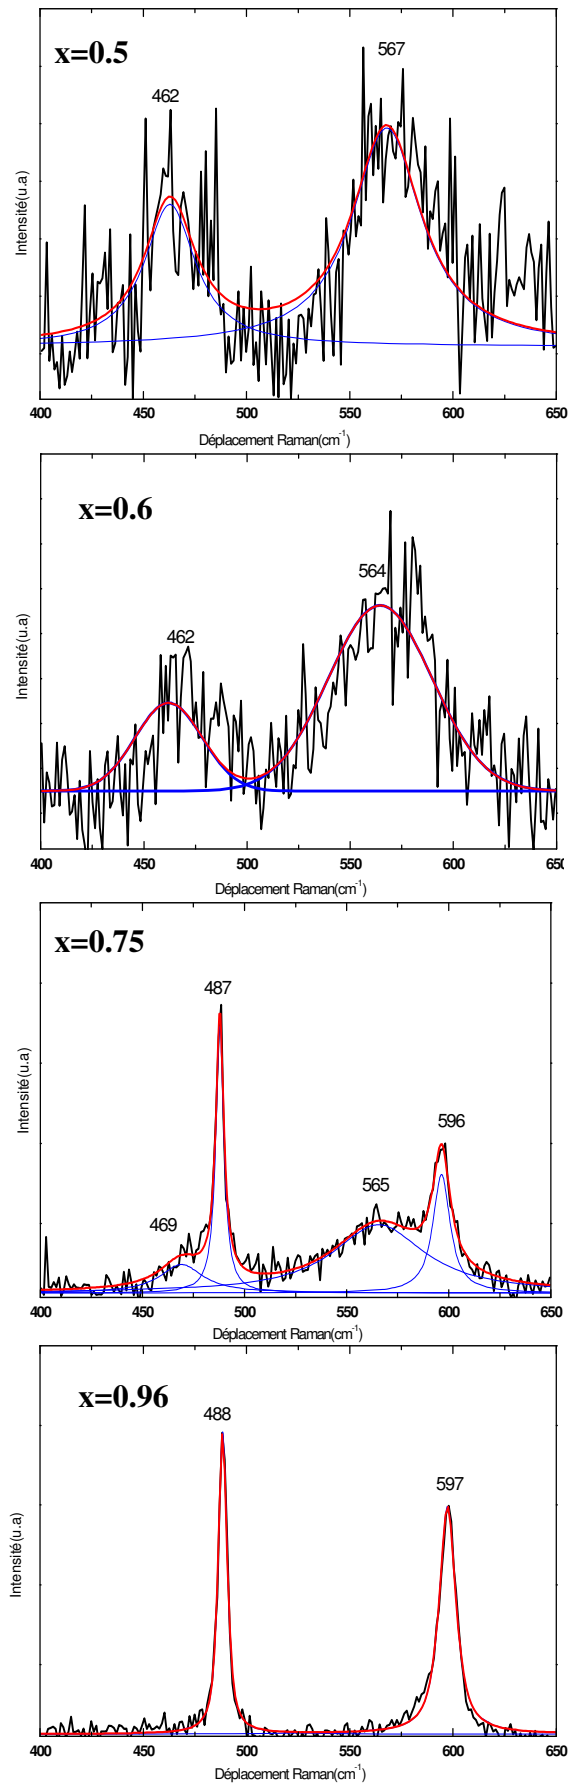 x=0.5
567
462
Intensité(u.a)
400 450 500 550 600 650
Déplacement Raman(cm-1)
x=0.6
564
462
Intensité(u.a)
400 450 500 550 600 650
Déplacement Raman(cm-1)
x=0.75
487
596
565
469
Intensité(u.a)
400 450 500 550 600 650
Déplacement Raman(cm-1)
x=0.96
488
597
Intensité(u.a)
400 450 500 550 600 650
Déplacement Raman(cm-1)